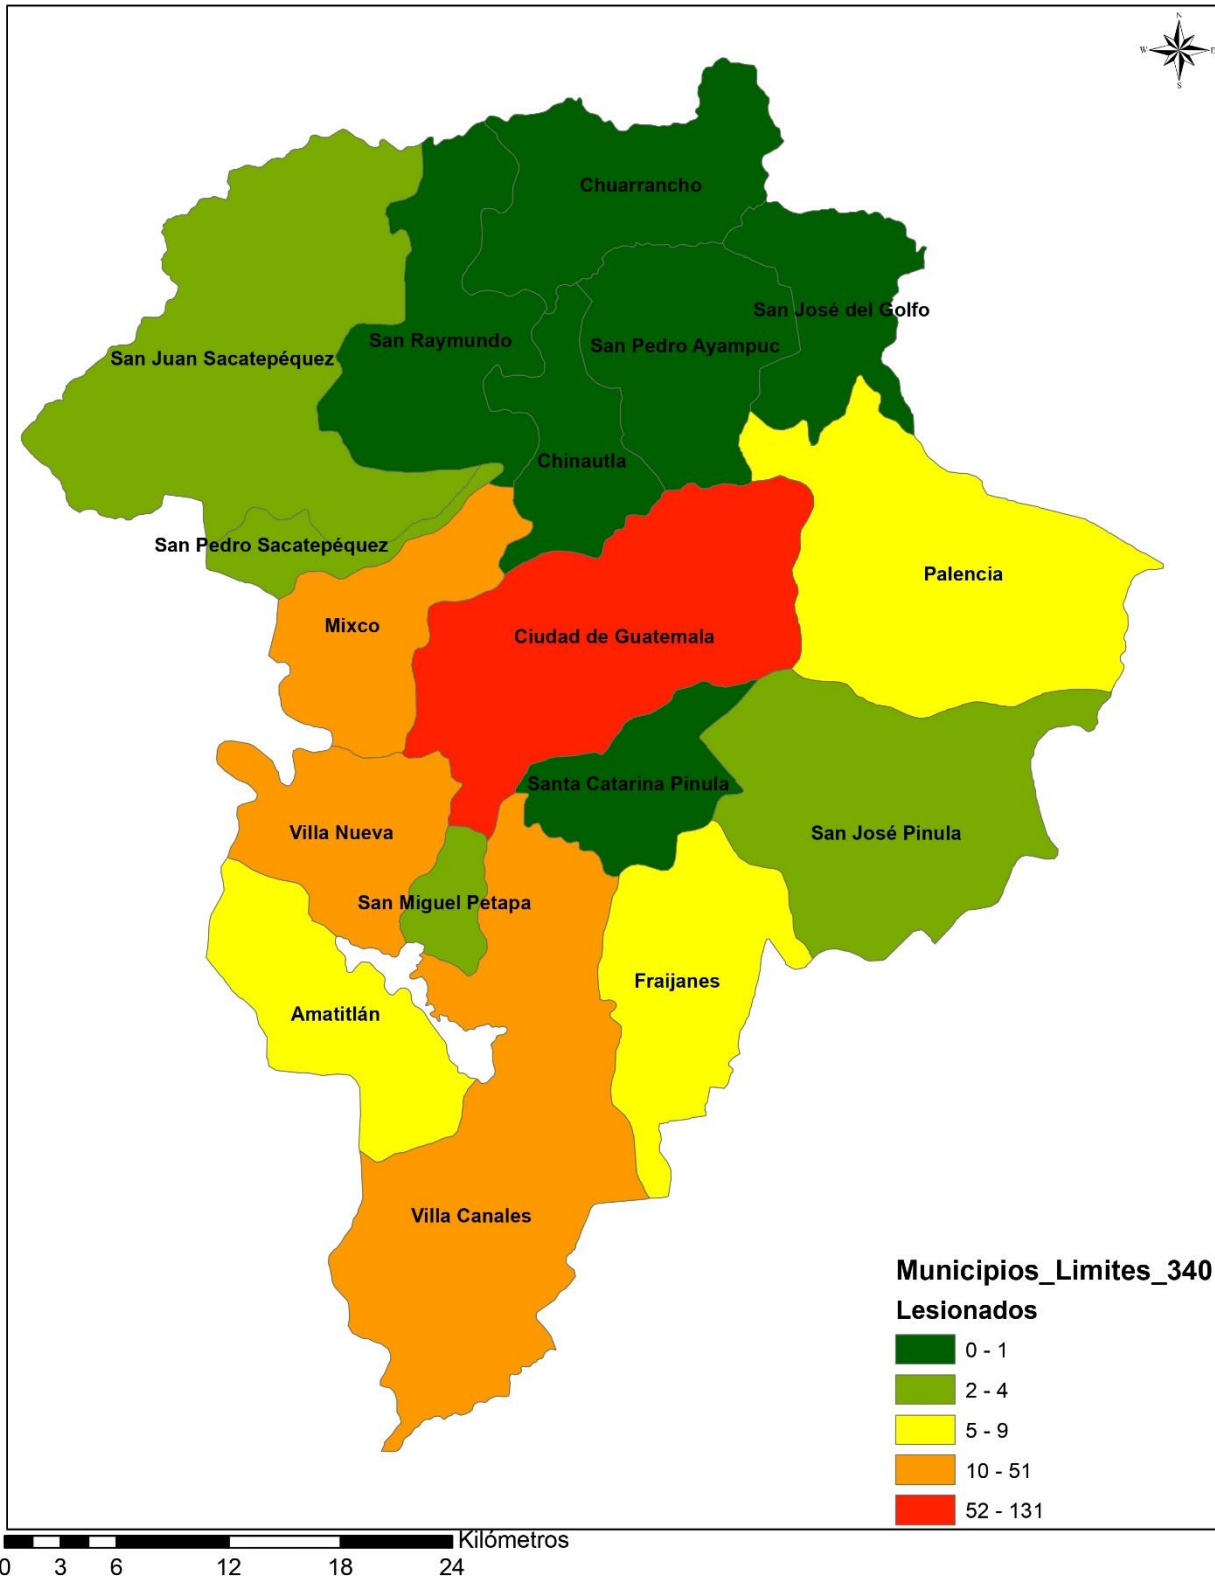 N
W
E
S
Chuarrancho
San José del Golfo
San Raymundo
San Pedro Ayampuc
San Juan Sacatepéquez
Chinautla
San Pedro Sacatepéquez
Palencia
Mixco
Ciudad de Guatemala
Santa Catarina Pinula
Villa Nueva
San José Pinula
San Miguel Petapa
Fraijanes
Amatitlán
Villa Canales
Municipios_Limites_340
Lesionados
0 - 1
2 - 4
5 - 9
10 - 51
52 - 131
Kilómetros
0 3 6 12 18 24